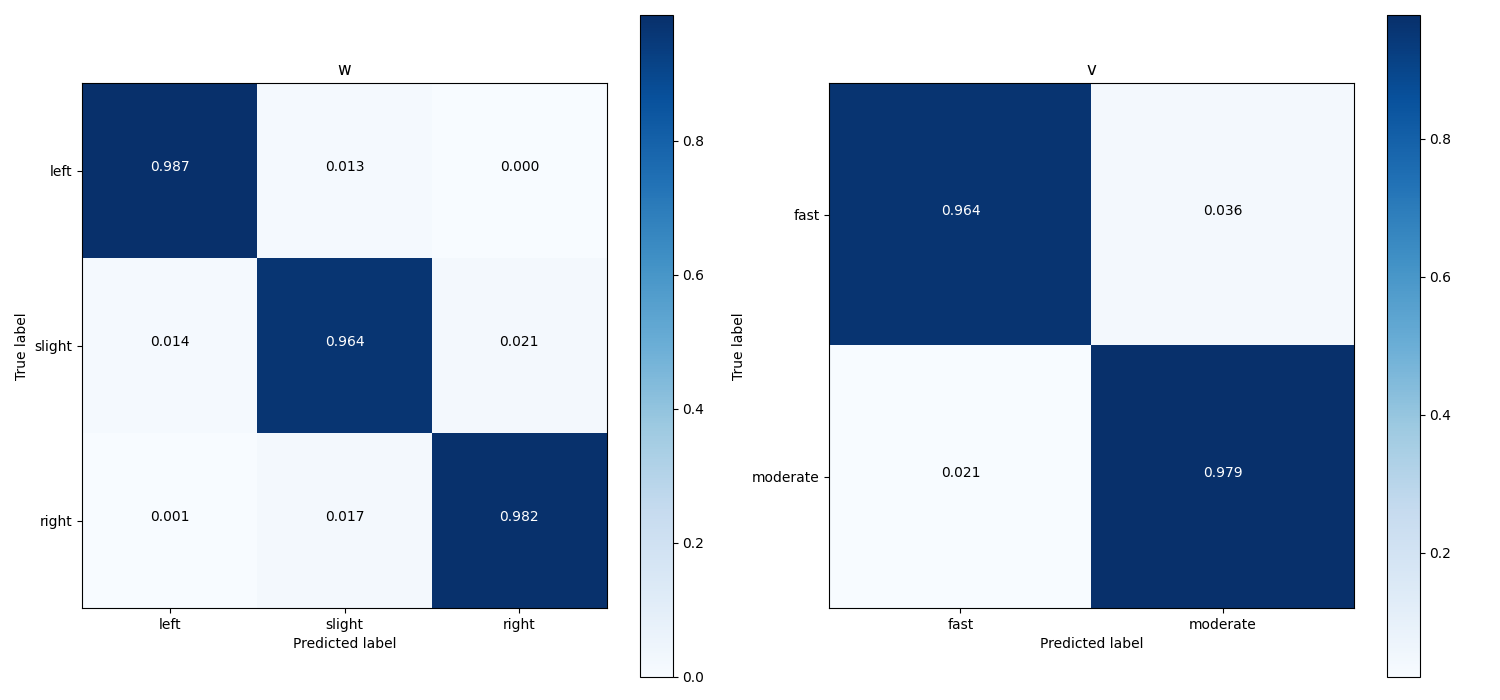 w
left 0.987 0.013 0.000
slight 0.014 0.964 0.021
right 0.001 0.017 0.982
left slight right
Predicted label
True label
0.8
0.6
0.4
0.2
0.0
v
fast 0.964 0.036
moderate 0.021 0.979
fast moderate
Predicted label
True label
0.8
0.6
0.4
0.2